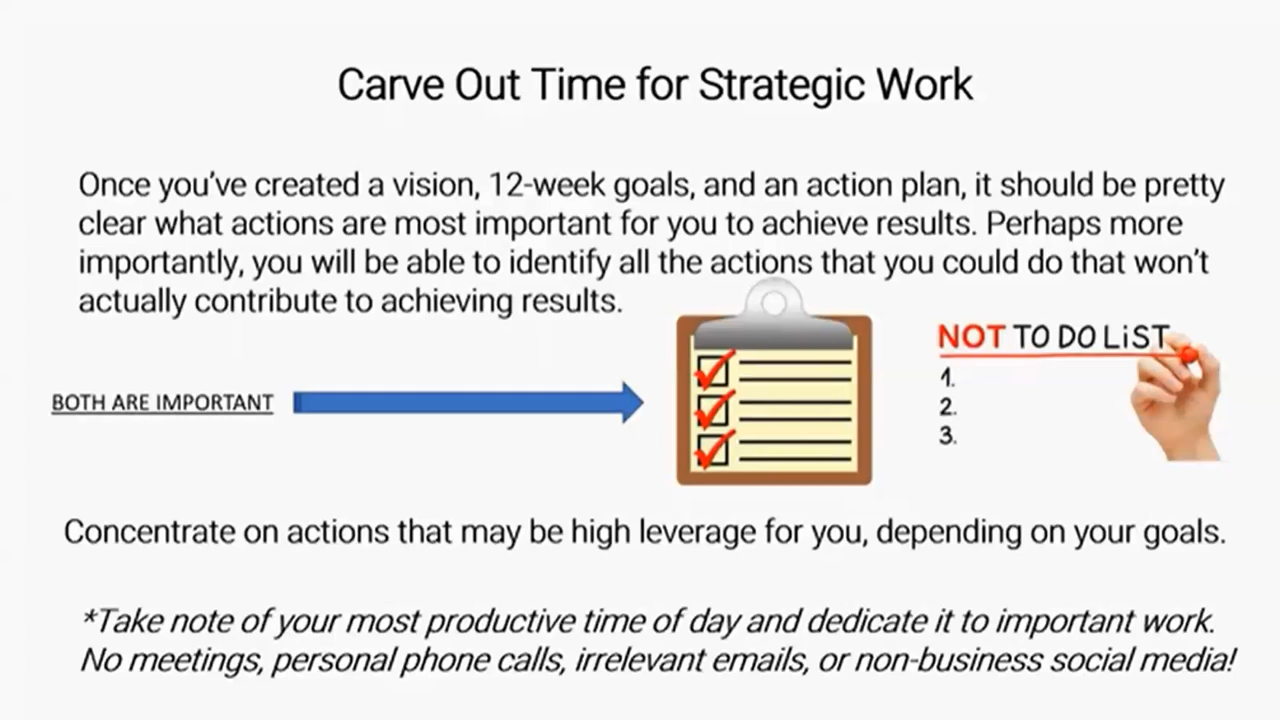 Carve Out Time for Strategic Work
Once you've created a vision, 12-week goals, and an action plan, it should be pretty
clear what actions are most important for you to achieve results. Perhaps more
importantly, you will be able to identify all the actions that you could do that won't
actually contribute to achieving results.
NOT TO DO LiST
1.
2.
3.
BOTH ARE IMPORTANT
Concentrate on actions that may be high leverage for you, depending on your goals.
*Take note of your most productive time of day and dedicate it to important work.
No meetings, personal phone calls, irrelevant emails, or non-business social media!